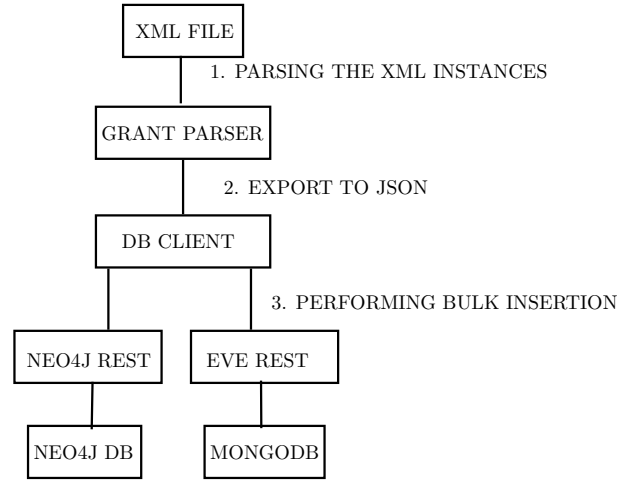 XML FILE
1. PARSING THE XML INSTANCES
GRANT PARSER
2. EXPORT TO JSON
DB CLIENT
3. PERFORMING BULK INSERTION
NEO4J REST
EVE REST
NEO4J DB
MONGODB